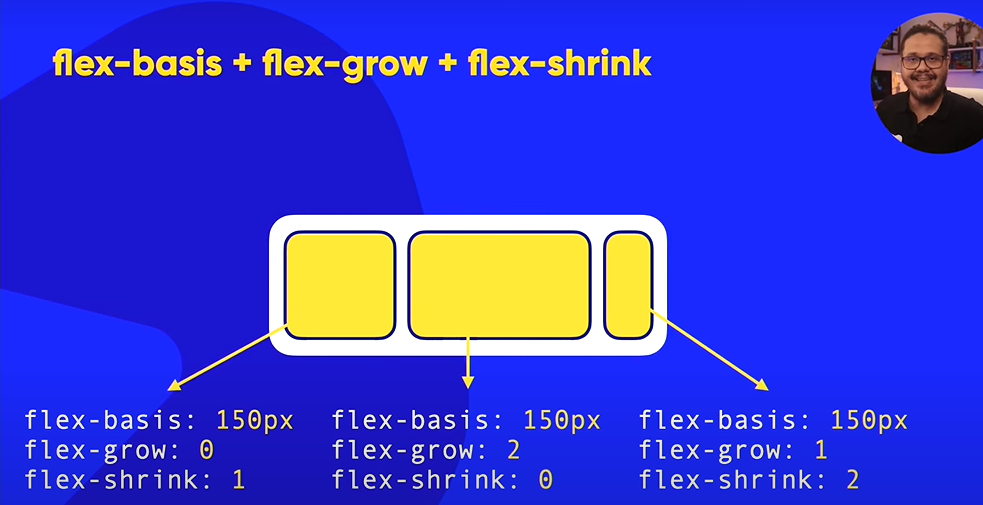 flex-basis + flex-grow + flex-shrink
flex-basis: 150px
flex-grow: 0
flex-shrink: 1
flex-basis: 150px
flex-grow: 2
flex-shrink: 0
flex-basis: 150px
flex-grow: 1
flex-shrink: 2